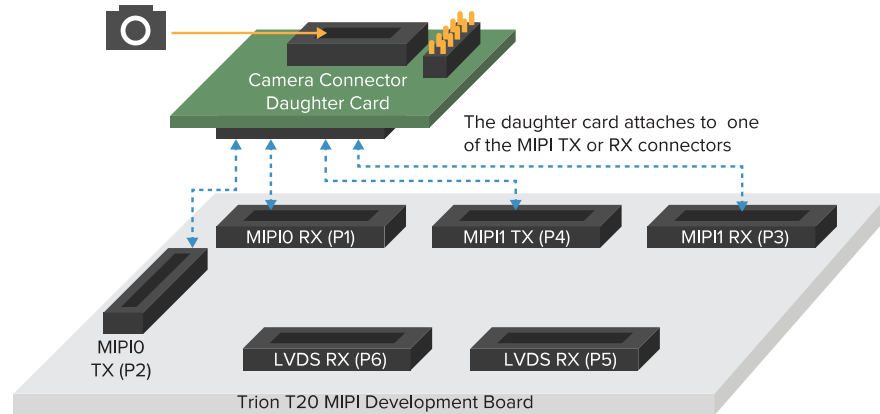 Camera Connector
Daughter Card
The daughter card attaches to one
of the MIPI TX or RX connectors
MIPI0 RX (P1)
MIPI1 TX (P4)
MIPI1 RX (P3)
MIPI0
TX (P2)
LVDS RX (P6)
LVDS RX (P5)
Trion T20 MIPI Development Board